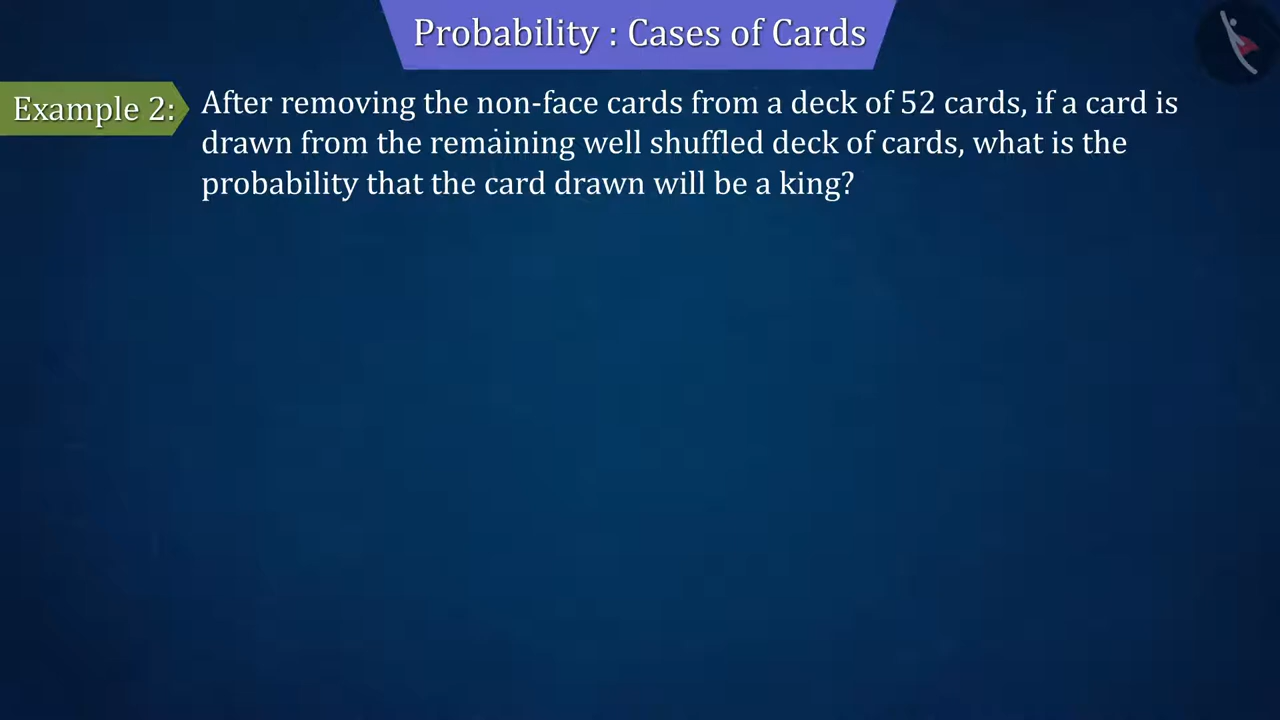 Probability : Cases of Cards
Example 2:
After removing the non-face cards from a deck of 52 cards, if a card is
drawn from the remaining well shuffled deck of cards, what is the
probability that the card drawn will be a king?